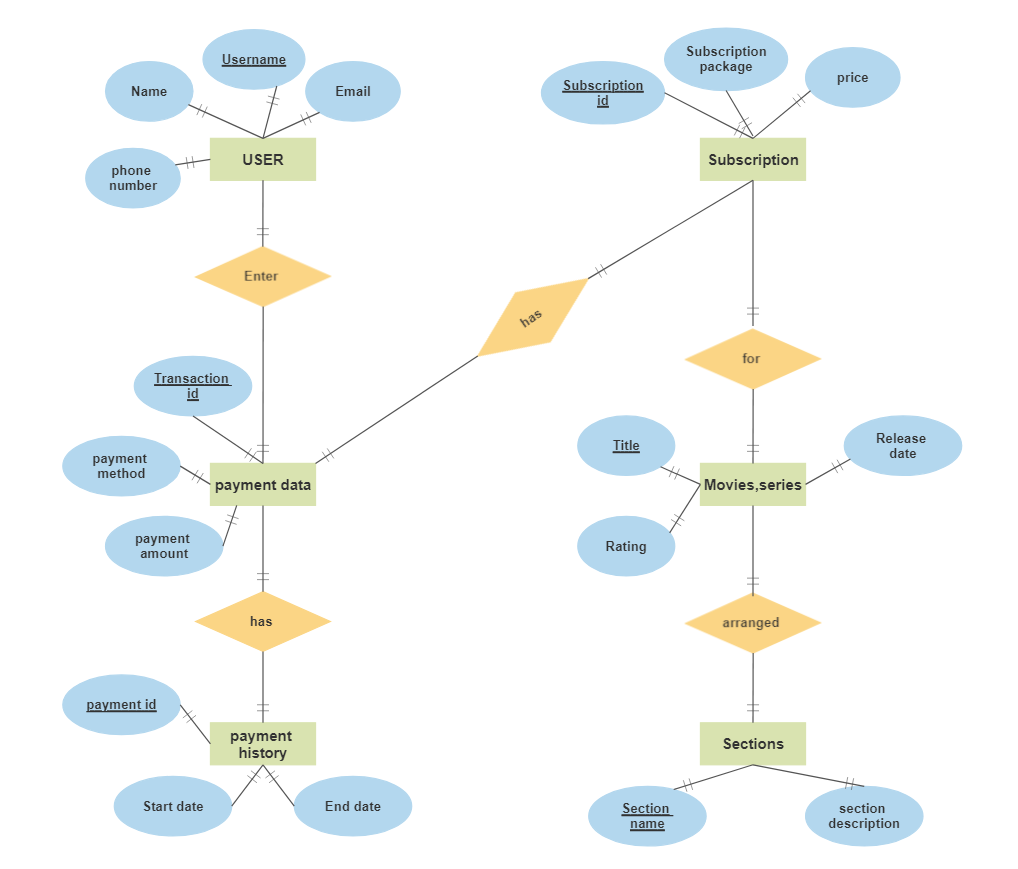 Username
Name
Email
phone
number
USER
Enter
Subscription
package
Subscription
id
price
Subscription
has
for
Transaction
id
payment
method
payment data
payment
amount
has
Title
Release
date
Movies,series
Rating
arranged
payment id
payment
history
Start date
End date
Sections
Section
name
section
description